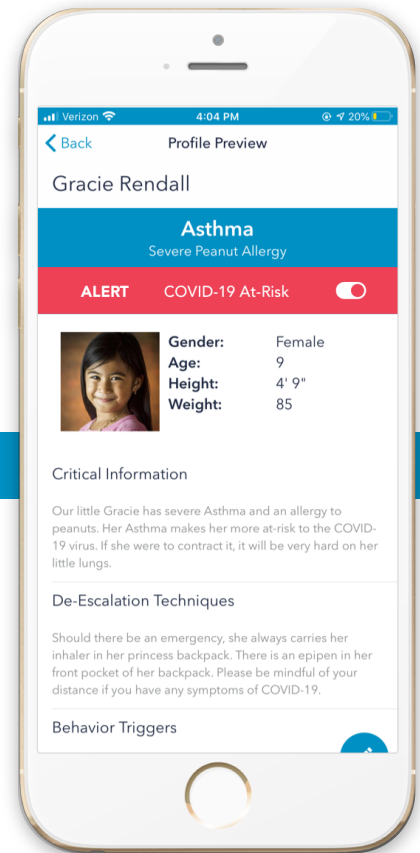 Verizon 4:04 PM 20%
Back Profile Preview
Gracie Rendall
Asthma
Severe Peanut Allergy
ALERT COVID-19 At-Risk
Gender: Female
Age: 9
Height: 4' 9"
Weight: 85
Critical Information
Our little Gracie has severe Asthma and an allergy to
peanuts. Her Asthma makes her more at-risk to the COVID-
19 virus. If she were to contract it, it will be very hard on her
little lungs.
De-Escalation Techniques
Should there be an emergency, she always carries her
inhaler in her princess backpack. There is an epipen in her
front pocket of her backpack. Please be mindful of your
distance if you have any symptoms of COVID-19.
Behavior Triggers